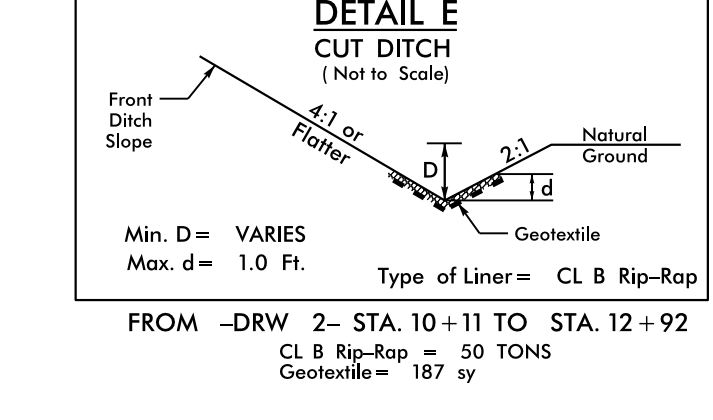 DETAIL E
CUT DITCH
( Not to Scale)
Front
Ditch
Slope
4:1 or
Flatter
D
2:1
Natural
Ground
d
Geotextile
Min. D = VARIES
Max. d = 1.0 Ft.
Type of Liner = CL B Rip-Rap
FROM -DRW 2- STA. 10+11 TO STA. 12+92
CL B Rip-Rap = 50 TONS
Geotextile = 187 sy